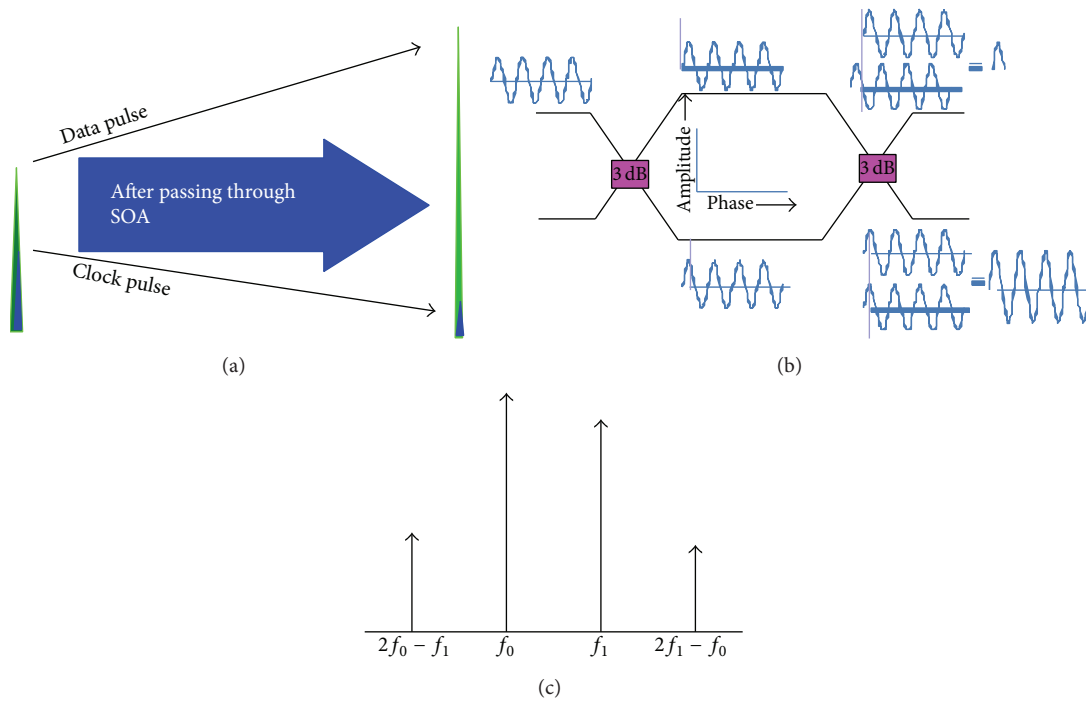 Data pulse
After passing through
SOA
Clock pulse
(a)
3 dB
Amplitude
Phase
3 dB
(b)
2f₀ − f₁
f₀
f₁
2f₁ − f₀
(c)